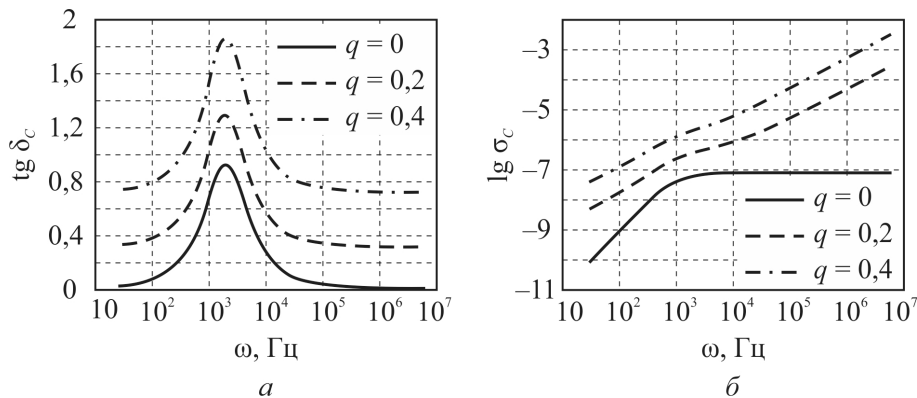 2
1,6
1,2
0,8
0,4
0
tg δC
q = 0
q = 0,2
q = 0,4
10 10² 10³ 10⁴ 10⁵ 10⁶ 10⁷
ω, Гц
а
–3
–5
–7
–9
–11
lg σC
q = 0
q = 0,2
q = 0,4
10 10² 10³ 10⁴ 10⁵ 10⁶ 10⁷
ω, Гц
б